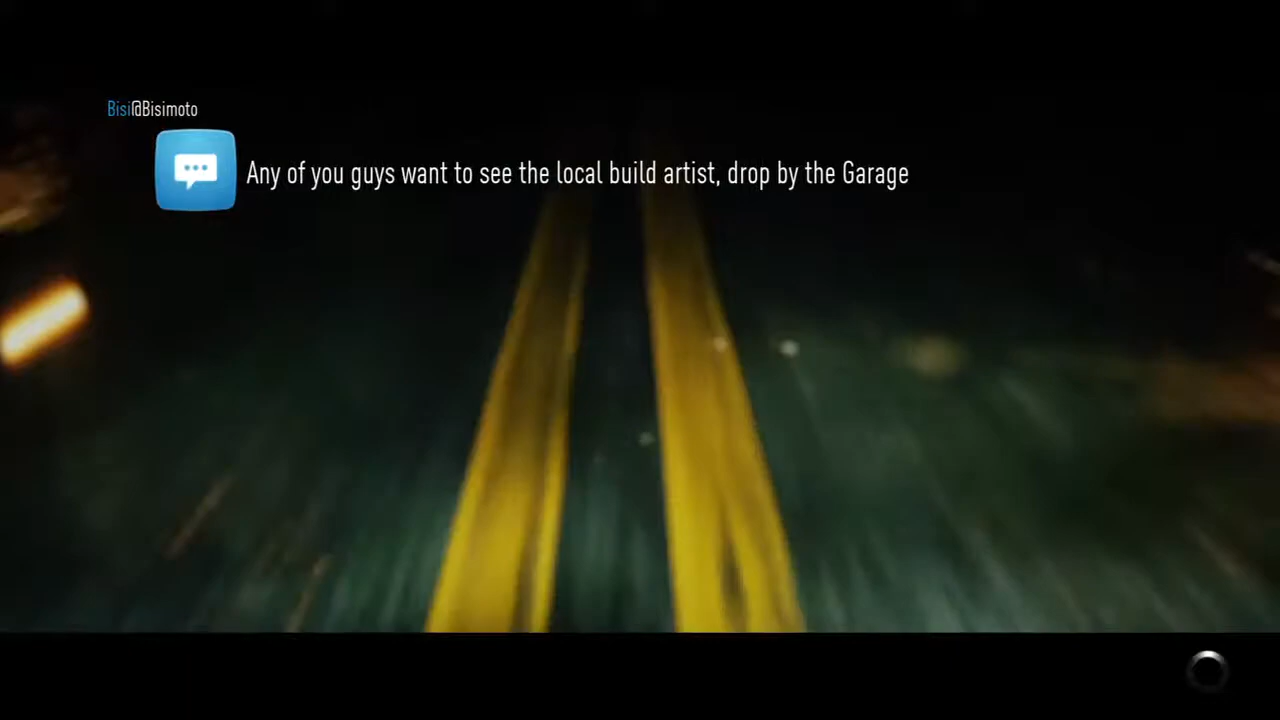 Bisi@Bisimoto
Any of you guys want to see the local build artist, drop by the Garage